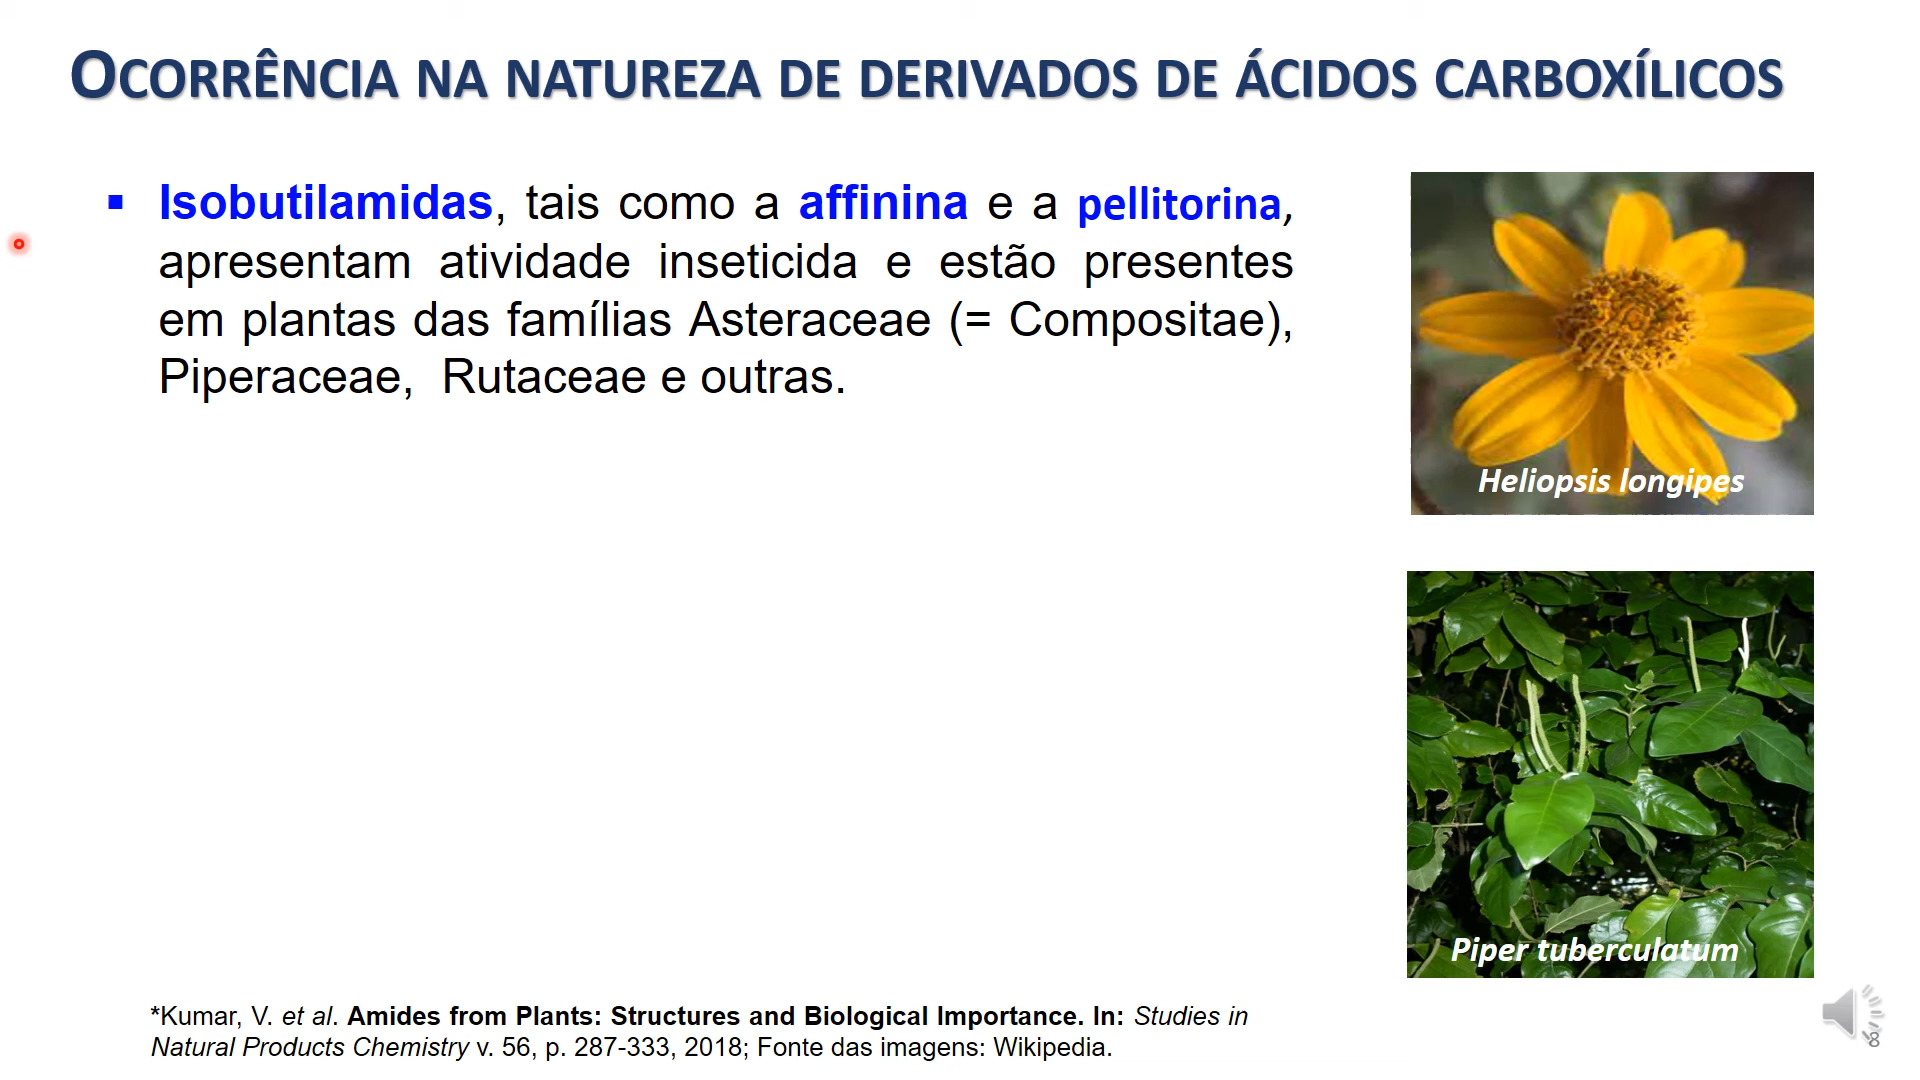 OCORRÊNCIA NA NATUREZA DE DERIVADOS DE ÁCIDOS CARBOXÍLICOS
▪ Isobutilamidas, tais como a affinina e a pellitorina,
apresentam atividade inseticida e estão presentes
em plantas das famílias Asteraceae (= Compositae),
Piperaceae, Rutaceae e outras.
Heliopsis longipes
Piper tuberculatum
*Kumar, V. et al. Amides from Plants: Structures and Biological Importance. In: Studies in
Natural Products Chemistry v. 56, p. 287-333, 2018; Fonte das imagens: Wikipedia.
8